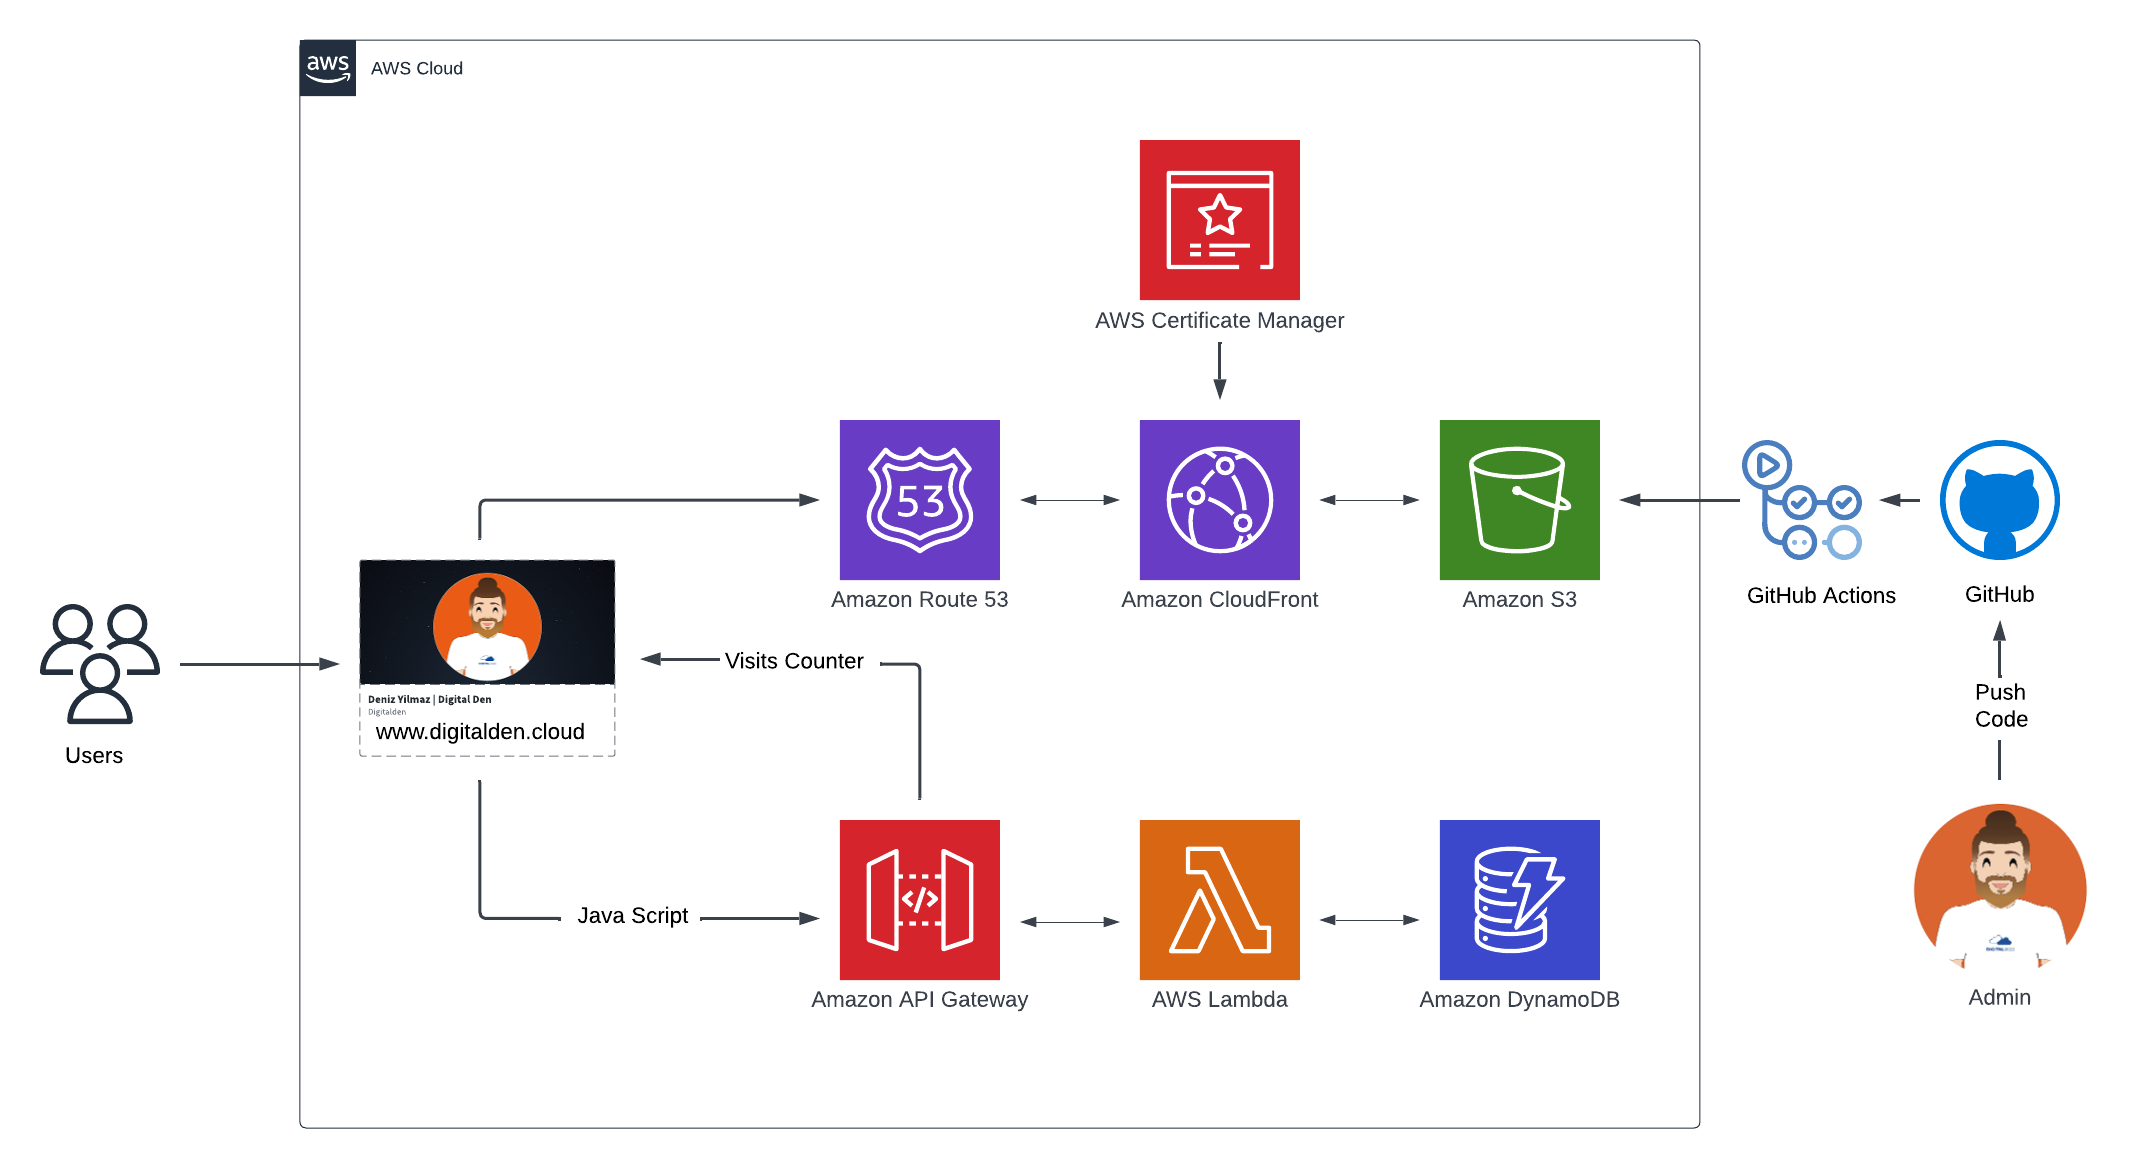 aws
AWS Cloud
AWS Certificate Manager
53
Amazon Route 53
Amazon CloudFront
Amazon S3
GitHub Actions
GitHub
Users
Deniz Yilmaz | Digital Den
Digitalden
www.digitalden.cloud
Visits Counter
Push
Code
Java Script
</>
Amazon API Gateway
AWS Lambda
Amazon DynamoDB
Admin